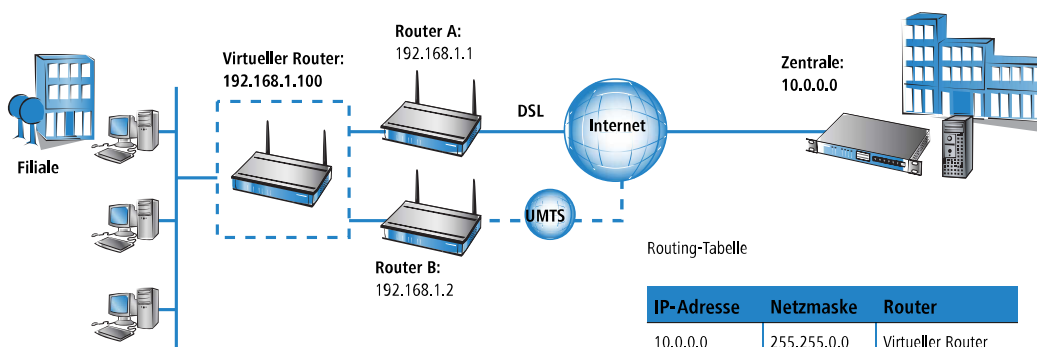 Router A:
192.168.1.1
Virtueller Router:
192.168.1.100
Zentrale:
10.0.0.0
DSL
Internet
Filiale
UMTS
Router B:
192.168.1.2
Routing-Tabelle
IP-Adresse Netzmaske Router
10.0.0.0 255.255.0.0 Virtueller Router